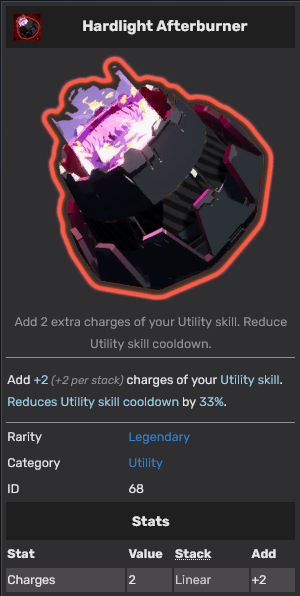 Hardlight Afterburner
Add 2 extra charges of your Utility skill. Reduce
Utility skill cooldown.
Add +2 (+2 per stack) charges of your Utility skill.
Reduces Utility skill cooldown by 33%.
Rarity Legendary
Category Utility
ID 68
Stats
Stat Value Stack Add
Charges 2 Linear +2